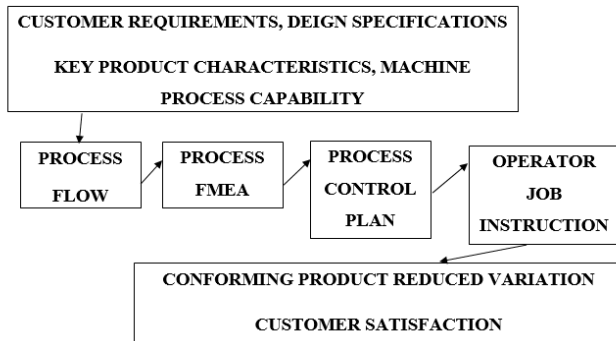 CUSTOMER REQUIREMENTS, DEIGN SPECIFICATIONS
KEY PRODUCT CHARACTERISTICS, MACHINE
PROCESS CAPABILITY
PROCESS
FLOW
PROCESS
FMEA
PROCESS
CONTROL
PLAN
OPERATOR
JOB
INSTRUCTION
CONFORMING PRODUCT REDUCED VARIATION
CUSTOMER SATISFACTION